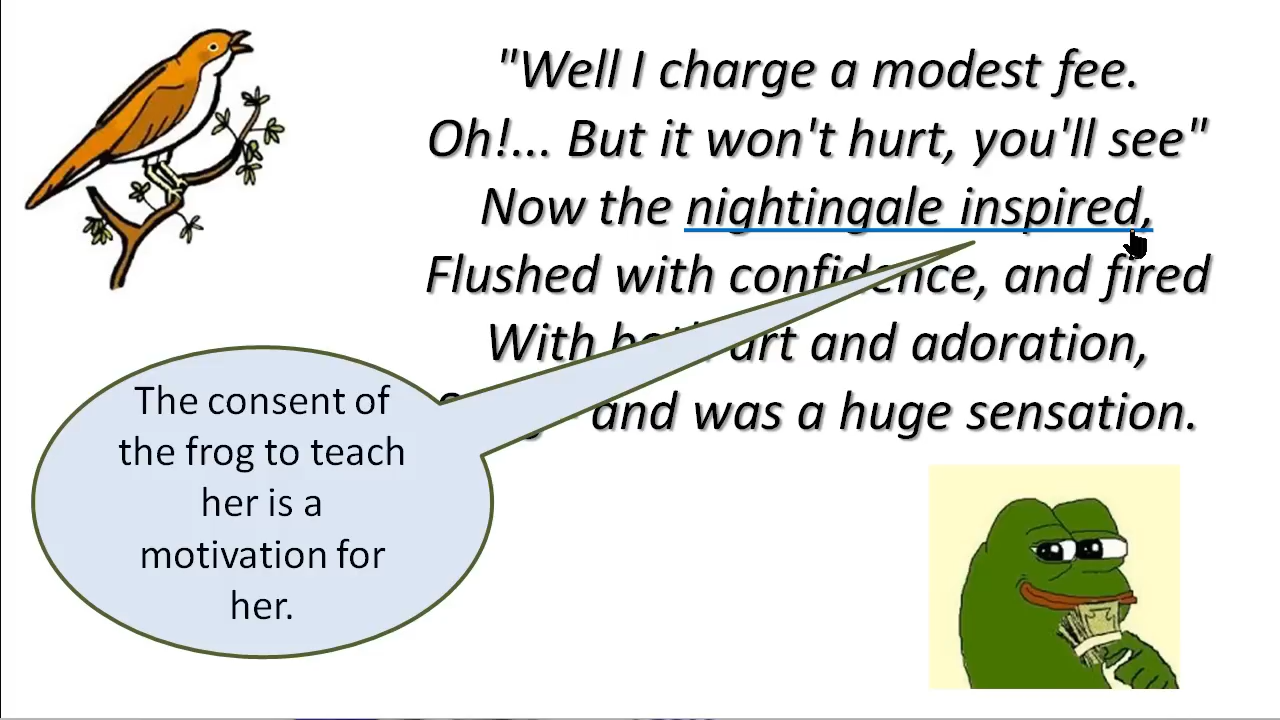 "Well I charge a modest fee.
Oh!... But it won't hurt, you'll see"
Now the nightingale inspired,
Flushed with confidence, and fired
With both art and adoration,
and was a huge sensation.
The consent of
the frog to teach
her is a
motivation for
her.